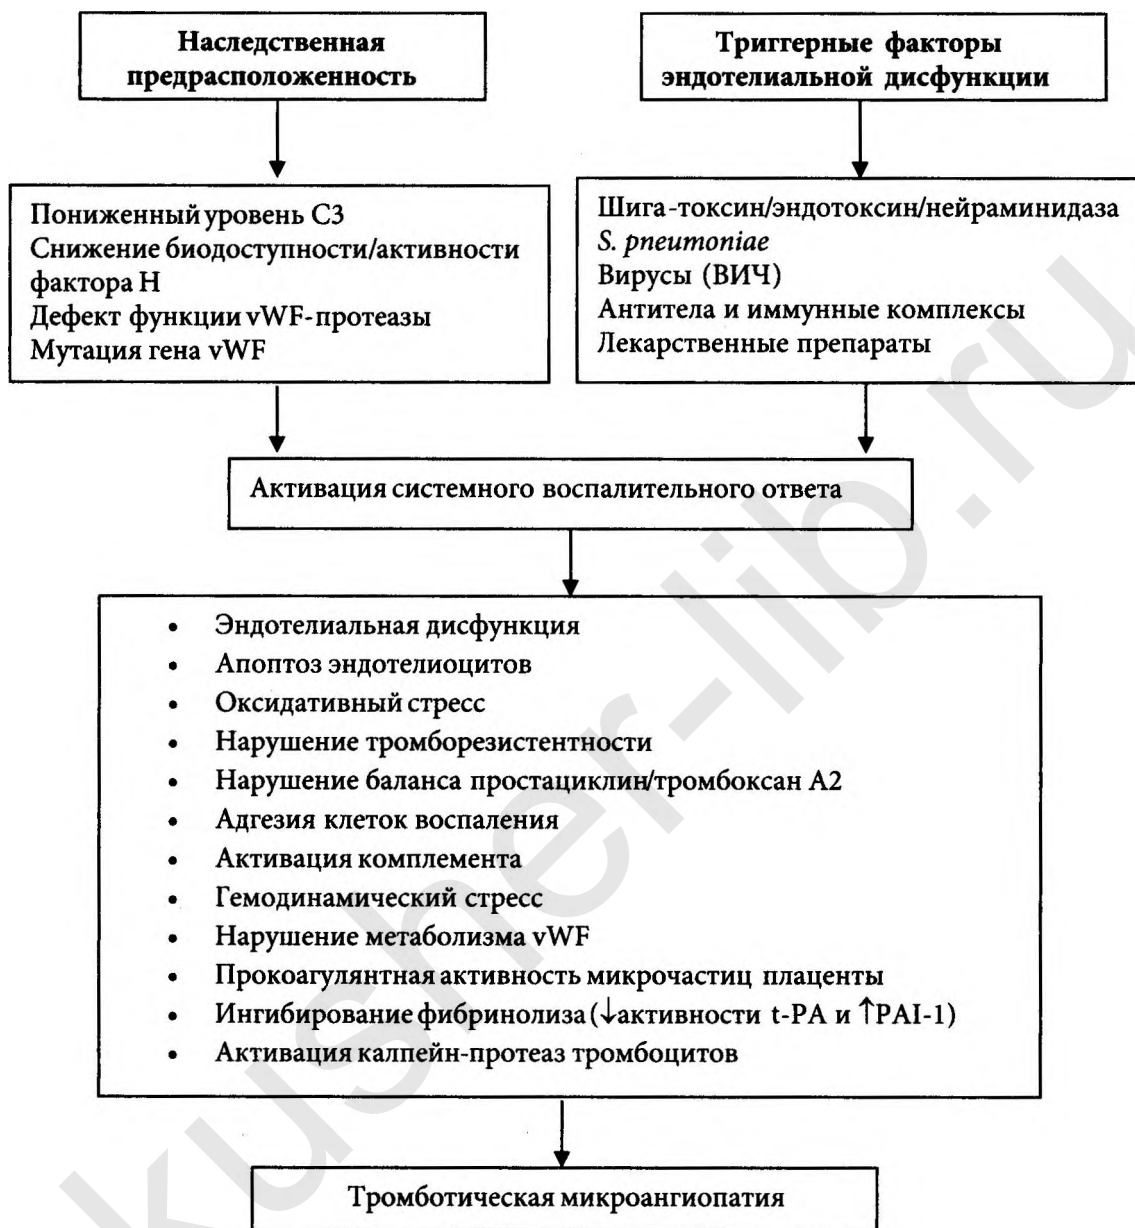 Наследственная
предрасположенность
Триггерные факторы
эндотелиальной дисфункции
Пониженный уровень С3
Снижение биодоступности/активности
фактора Н
Дефект функции vWF-протеазы
Мутация гена vWF
Шига-токсин/эндотоксин/нейраминидаза
S. pneumoniae
Вирусы (ВИЧ)
Антитела и иммунные комплексы
Лекарственные препараты
Активация системного воспалительного ответа
• Эндотелиальная дисфункция
• Апоптоз эндотелиоцитов
• Оксидативный стресс
• Нарушение тромборезистентности
• Нарушение баланса простациклин/тромбоксан А2
• Адгезия клеток воспаления
• Активация комплемента
• Гемодинамический стресс
• Нарушение метаболизма vWF
• Прокоагулянтная активность микрочастиц плаценты
• Ингибирование фибринолиза (↓активности t-PA и ↑PAI-1)
• Активация калпейн-протеаз тромбоцитов
Тромботическая микроангиопатия
kusher-lib.ru